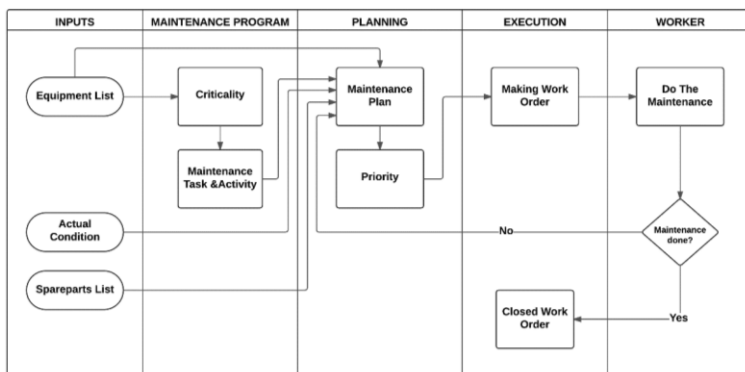 INPUTS
MAINTENANCE PROGRAM
PLANNING
EXECUTION
WORKER
Equipment List
Criticality
Maintenance
Plan
Making Work
Order
Do The
Maintenance
Maintenance
Task &Activity
Priority
Actual
Condition
No
Maintenance
done?
Spareparts List
Closed Work
Order
Yes